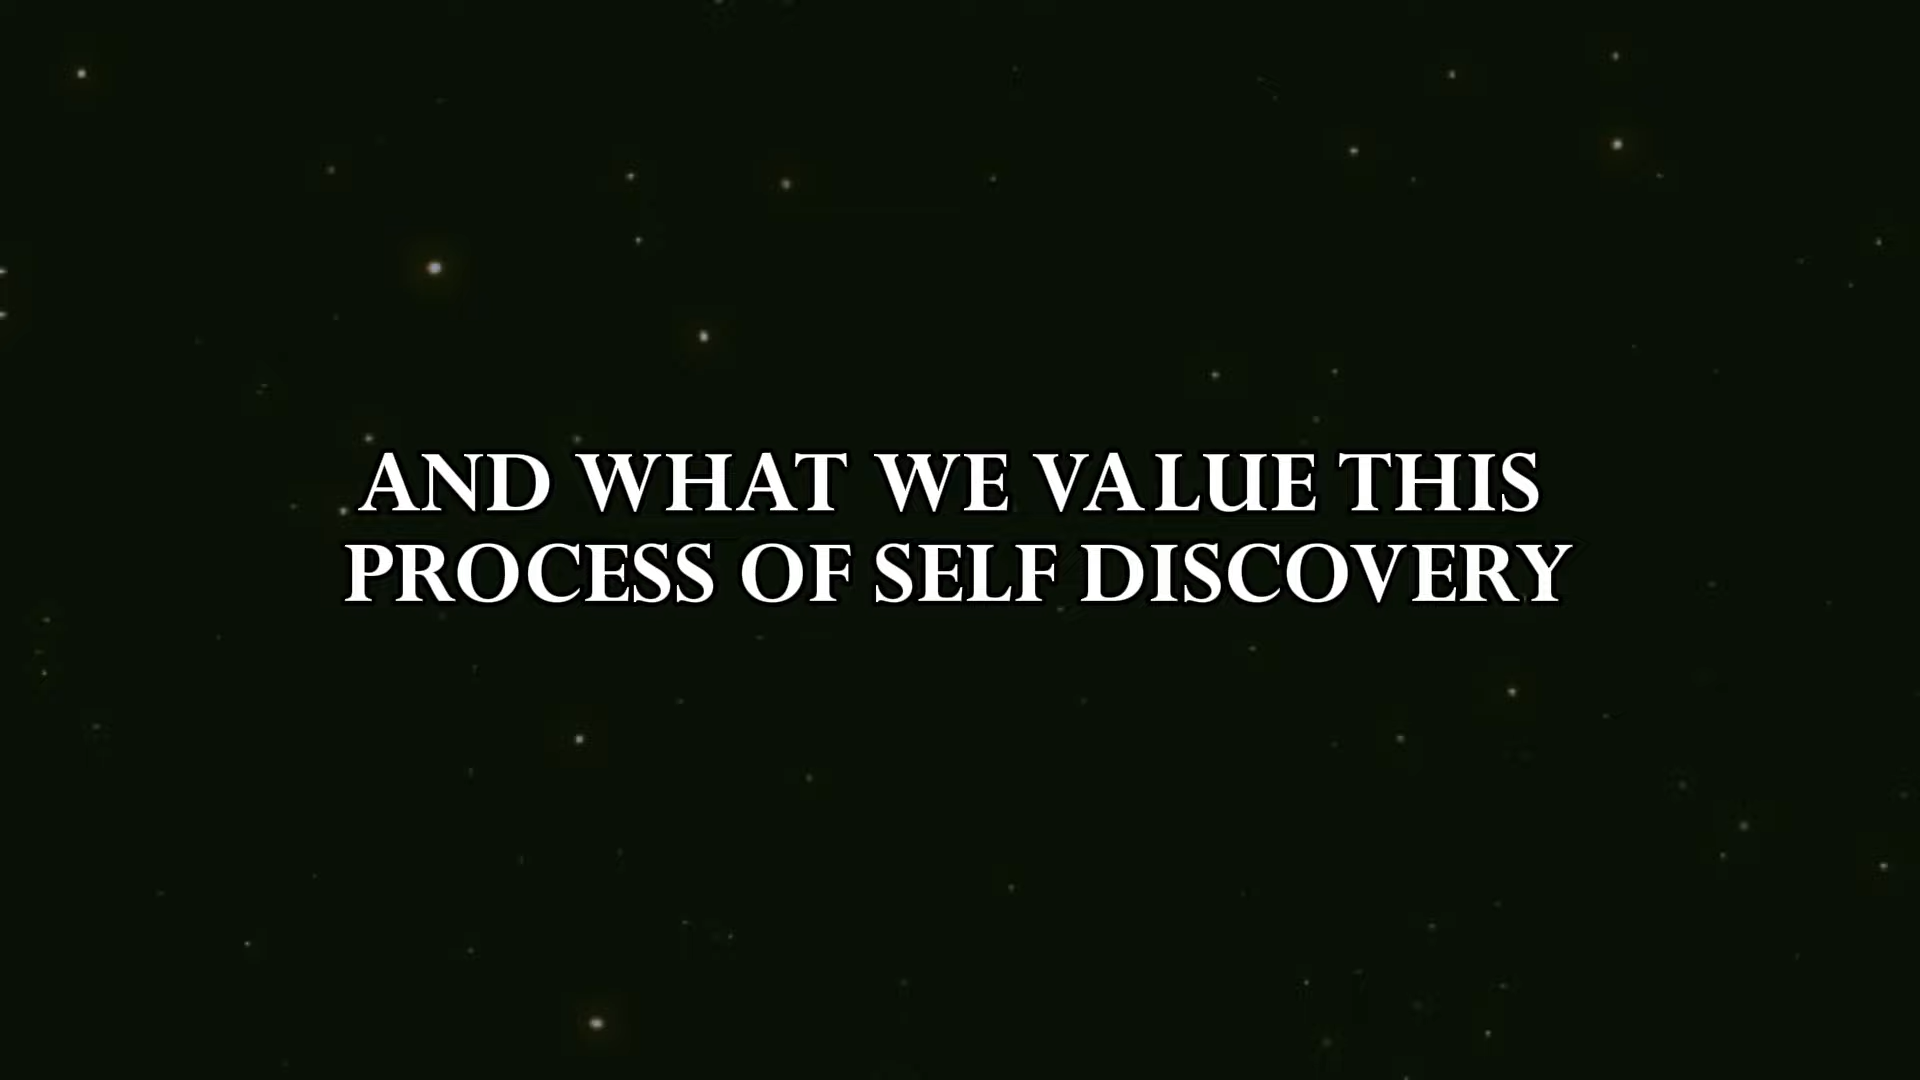 AND WHAT WE VALUE THIS
PROCESS OF SELF DISCOVERY